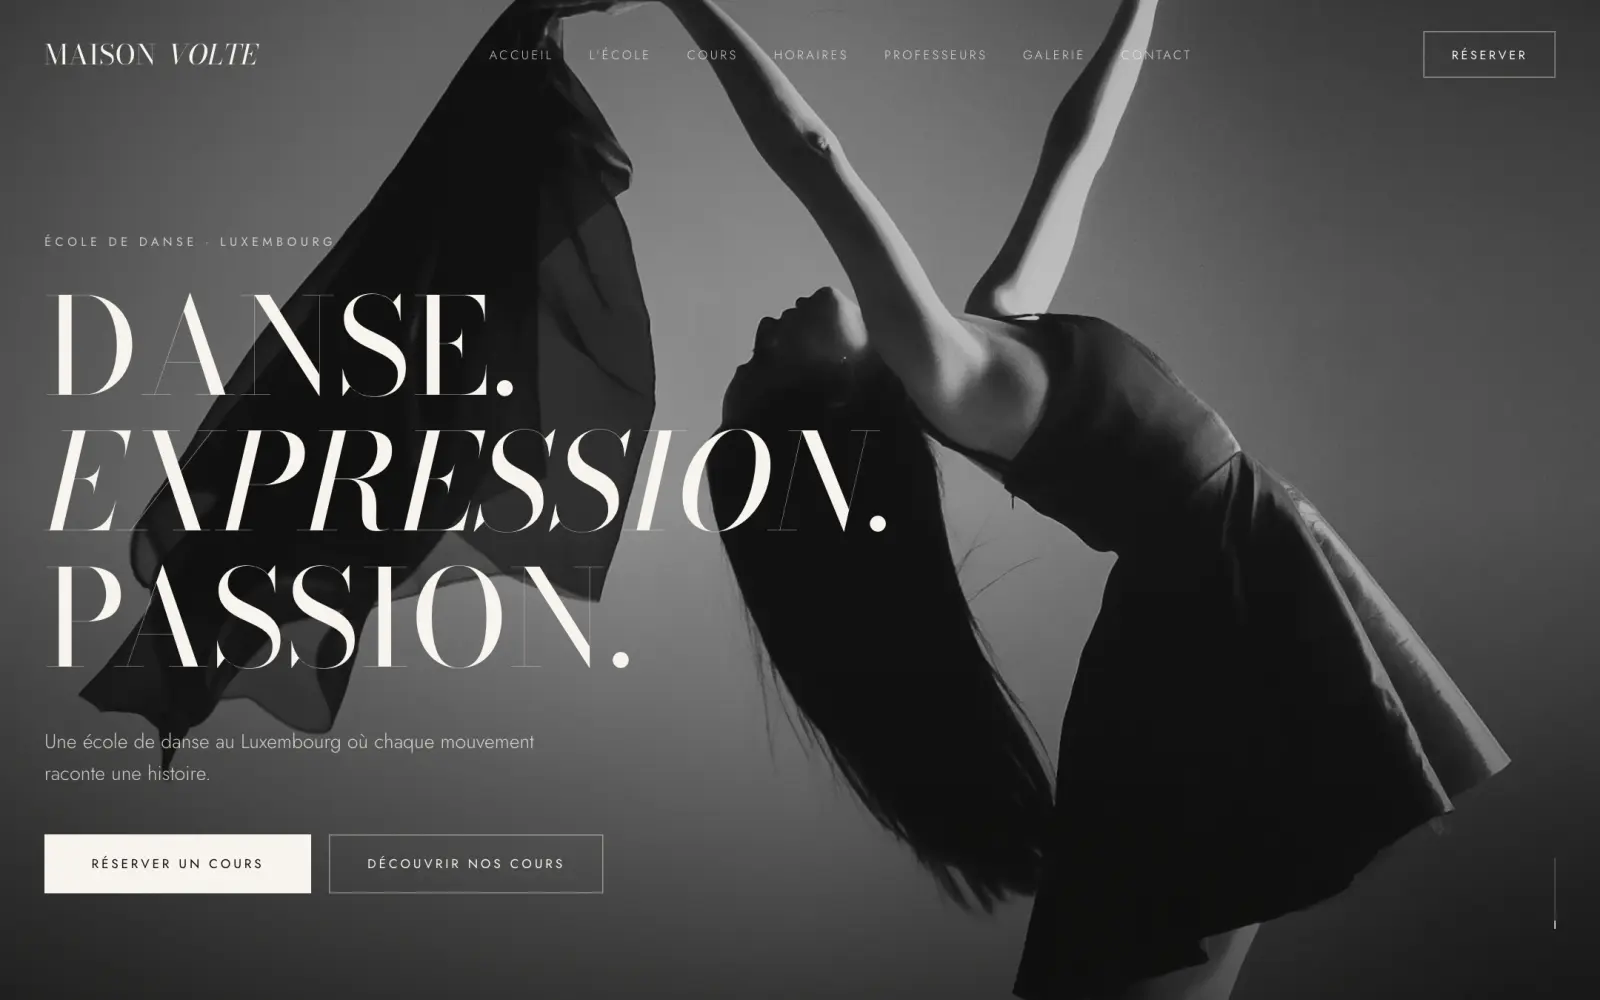 MAISON VOLTE
ACCUEIL
L'ÉCOLE
COURS
HORAIRES
PROFESSEURS
GALERIE
CONTACT
RÉSERVER
ÉCOLE DE DANSE · LUXEMBOURG
DANSE.
EXPRESSION.
PASSION.
Une école de danse au Luxembourg où chaque mouvement
raconte une histoire.
RÉSERVER UN COURS
DÉCOUVRIR NOS COURS